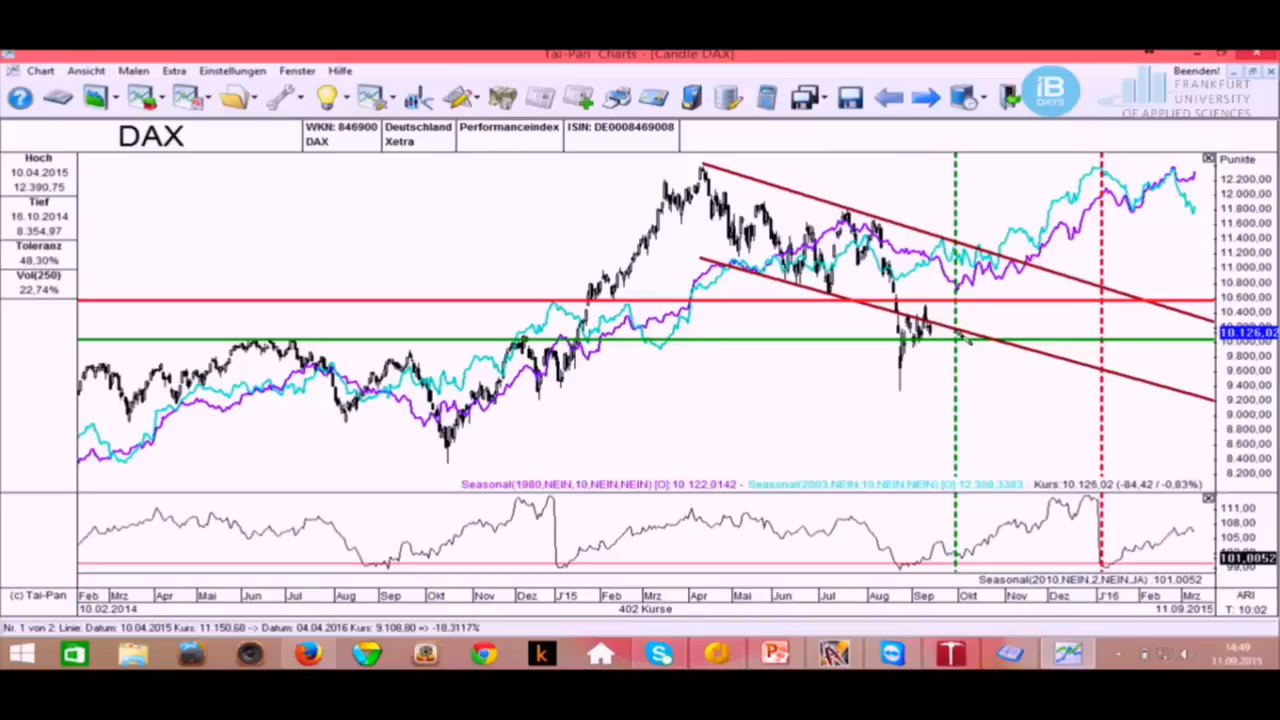 Tai-Pan Charts - [Candle DAX]
Chart Ansicht Malen Extra Einstellungen Fenster Hilfe Beenden!
iB
DAYS
FRANKFURT
UNIVERSITY
OF APPLIED SCIENCES
DAX
WKN: 846900 Deutschland Performanceindex ISIN: DE0008469008
DAX Xetra
Hoch
10.04.2015
12.390,75
Tief
16.10.2014
8.354,97
Toleranz
48,30%
Vol(250)
22,74%
Punkte
12.200,00
12.000,00
11.800,00
11.600,00
11.400,00
11.200,00
11.000,00
10.800,00
10.600,00
10.400,00
10.126,02
10.000,00
9.800,00
9.600,00
9.400,00
9.200,00
9.000,00
8.800,00
8.600,00
8.400,00
8.200,00
Seasonal(1980,NEIN,10,NEIN,NEIN) [O]:10.122,0142 - Seasonal(2003,NEIN,10,NEIN,NEIN) [O]:12.308,3383 - Kurs:10.126,02 (-84,42 / -0,83%)
111,00
108,00
105,00
101,0052
99,00
Seasonal(2010,NEIN,2,NEIN,JA) :101,0052
(c) Tai-Pan Feb Mrz Apr Mai Jun Jul Aug Sep Okt Nov Dez J'15 Feb Mrz Apr Mai Jun Jul Aug Sep Okt Nov Dez J'16 Feb Mrz ARI
10.02.2014 402 Kurse 11.09.2015 T: 10:02
Nr. 1 von 2: Linie: Datum: 10.04.2015 Kurs: 11.150,68 --> Datum: 04.04.2016 Kurs: 9.108,80 => -18,3117%
14:49
11.09.2015